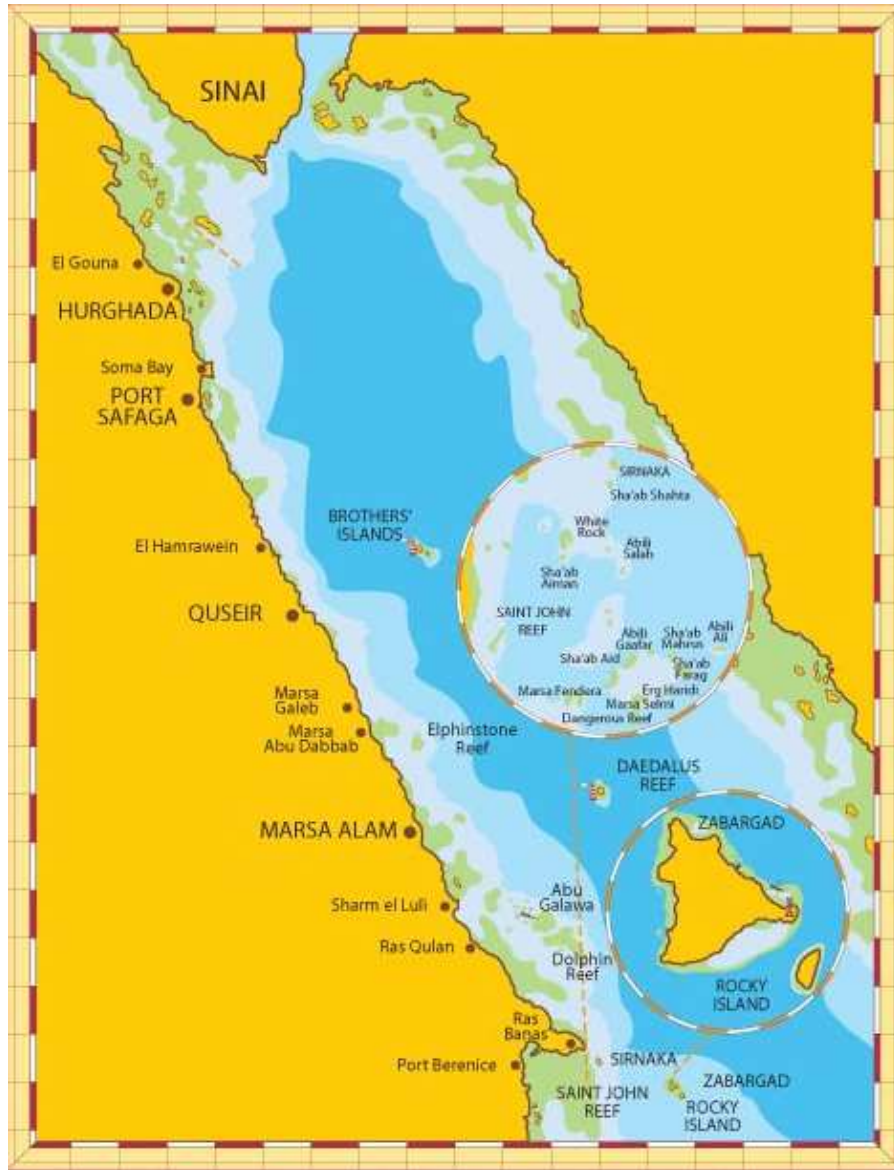 SINAI
El Gouna
HURGHADA
Soma Bay
PORT
SAFAGA
SIRNAKA
Sha'ab Shahta
BROTHERS'
ISLANDS
White
Rock
Abili
Salah
El Hamrawein
Sha'ab
Aiman
QUSEIR
SAINT JOHN
REEF
Abili
Gaafar
Sha'ab
Mahrus
Abili
Ali
Sha'ab Aid
Sha'ab
Farag
Marsa Fendera
Erg Haridi
Marsa Selmi
Dangerous Reef
Marsa
Galeb
Marsa
Abu Dabbab
Elphinstone
Reef
DAEDALUS
REEF
MARSA ALAM
ZABARGAD
Abu
Galawa
Sharm el Luli
Ras Qulan
Dolphin
Reef
ROCKY
ISLAND
Ras
Banas
Port Berenice
SIRNAKA
SAINT JOHN
REEF
ZABARGAD
ROCKY
ISLAND